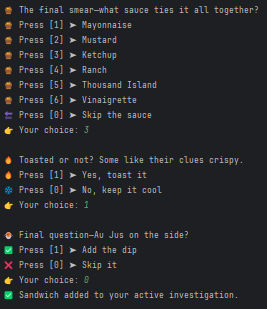 The final smear—what sauce ties it all together?
Press [1] ➤ Mayonnaise
Press [2] ➤ Mustard
Press [3] ➤ Ketchup
Press [4] ➤ Ranch
Press [5] ➤ Thousand Island
Press [6] ➤ Vinaigrette
Press [0] ➤ Skip the sauce
Your choice: 3
Toasted or not? Some like their clues crispy.
Press [1] ➤ Yes, toast it
Press [0] ➤ No, keep it cool
Your choice: 1
Final question—Au Jus on the side?
Press [1] ➤ Add the dip
Press [0] ➤ Skip it
Your choice: 0
Sandwich added to your active investigation.